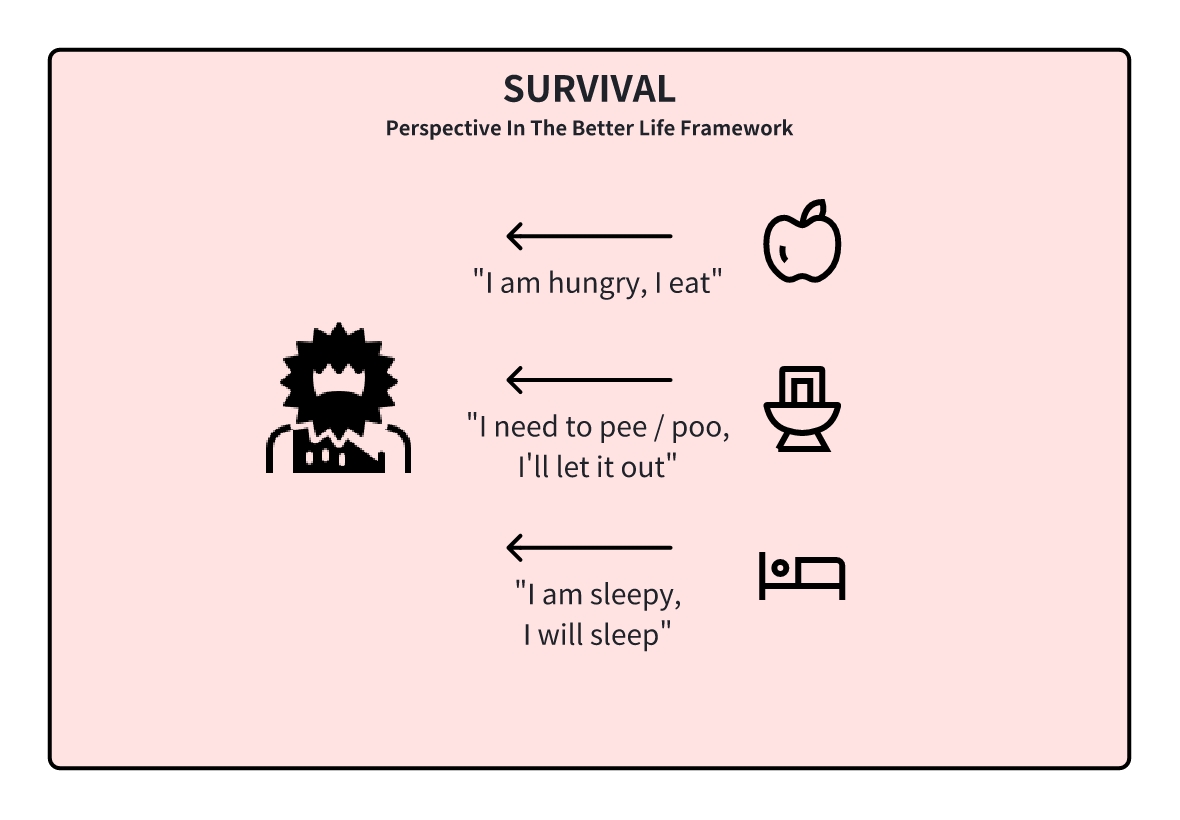 SURVIVAL
Perspective In The Better Life Framework
"I am hungry, I eat"
"I need to pee / poo,
I'll let it out"
"I am sleepy,
I will sleep"